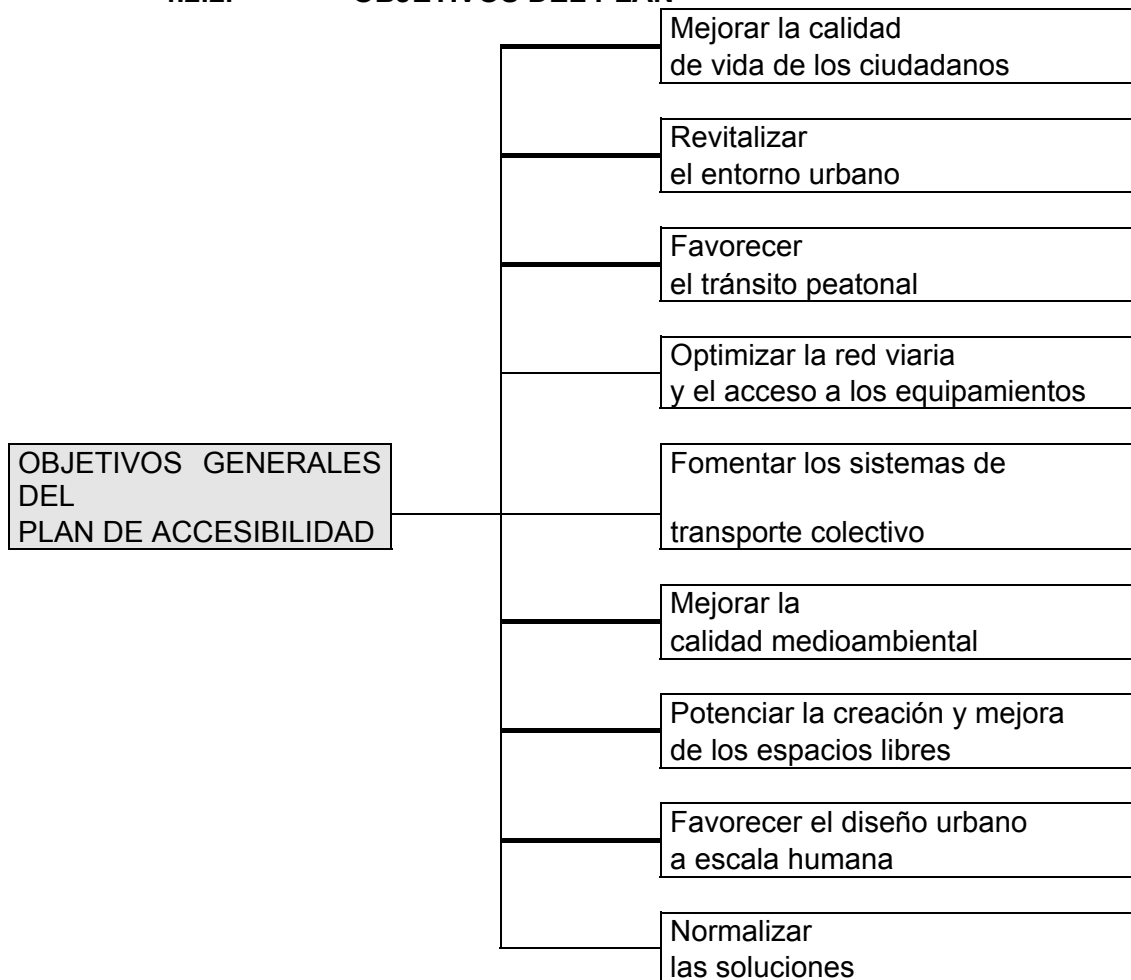 OBJETIVOS DEL PLAN
Mejorar la calidad
de vida de los ciudadanos
Revitalizar
el entorno urbano
Favorecer
el tránsito peatonal
Optimizar la red viaria
y el acceso a los equipamientos
OBJETIVOS GENERALES
DEL
PLAN DE ACCESIBILIDAD
Fomentar los sistemas de
transporte colectivo
Mejorar la
calidad medioambiental
Potenciar la creación y mejora
de los espacios libres
Favorecer el diseño urbano
a escala humana
Normalizar
las soluciones